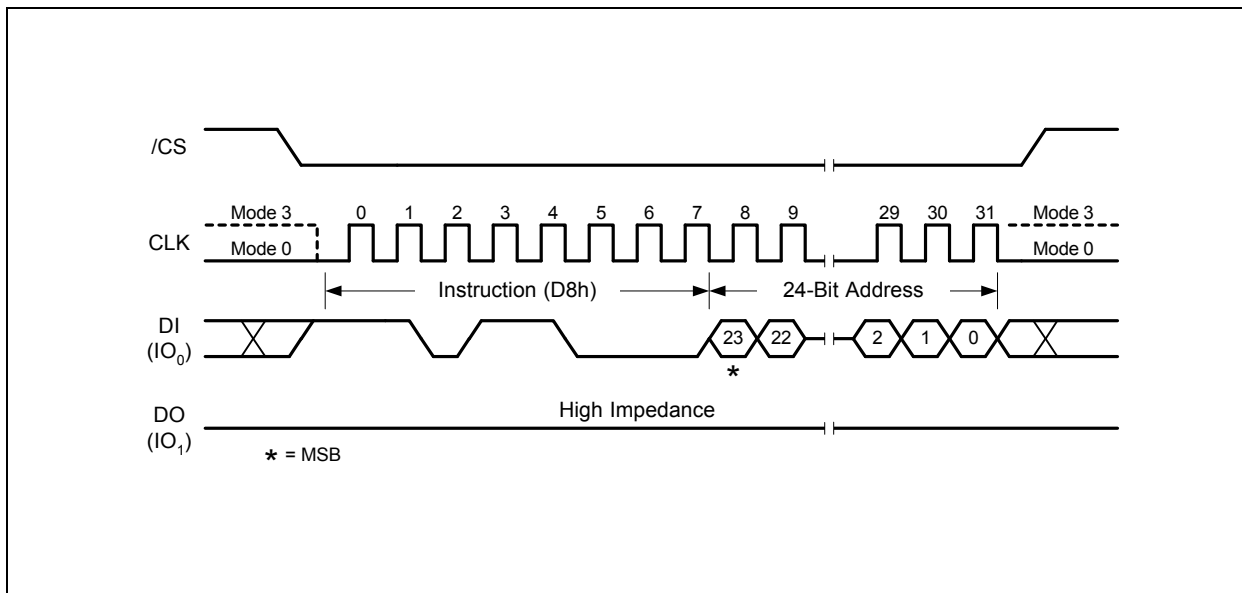 /CS
Mode 3 0 1 2 3 4 5 6 7 8 9 29 30 31 Mode 3
CLK Mode 0 Mode 0
Instruction (D8h) 24-Bit Address
DI
(IO₀) 23 22 2 1 0
*
DO High Impedance
(IO₁)
* = MSB